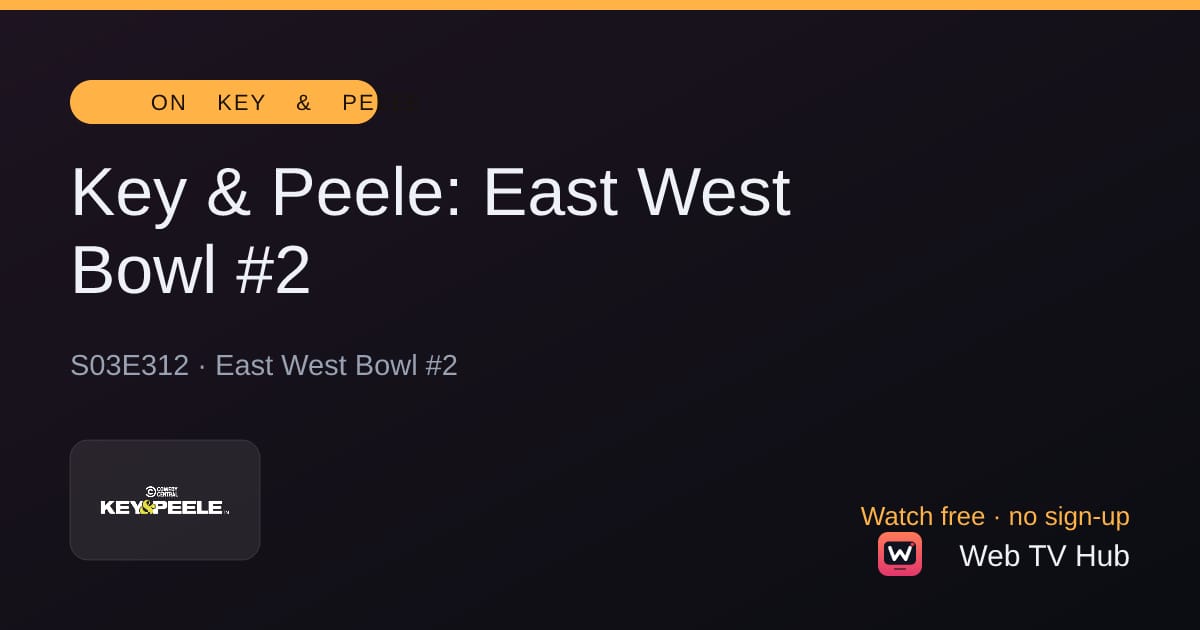 ON KEY & PE
Key & Peele: East West
Bowl #2
S03E312 · East West Bowl #2
COMEDY
CENTRAL
KEY&PEELE
Watch free · no sign-up
W
Web TV Hub